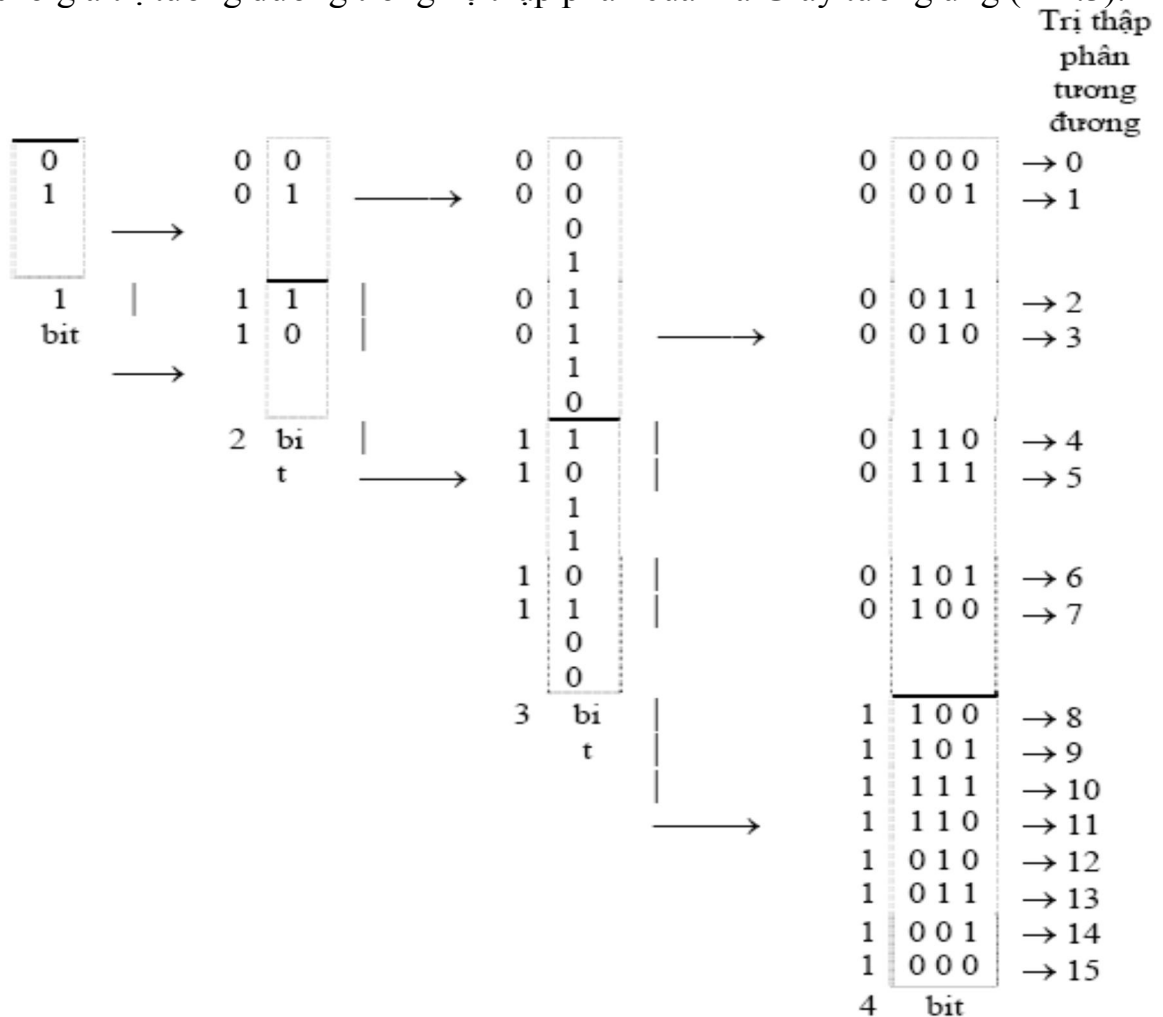 Trị thập
phân
tương
đương
0 0 0 0 0 0 0 0 0 → 0
1 0 1 → 0 0 0 0 0 1 → 1
→ 0
1
1 | 1 1 | 0 1 0 0 1 1 → 2
bit 1 0 | 0 1 → 0 0 1 0 → 3
→ 1
0
2 bi | 1 1 | 0 1 1 0 → 4
t → 1 0 | 0 1 1 1 → 5
1
1
1 0 | 0 1 0 1 → 6
1 1 | 0 1 0 0 → 7
0
0
3 bi | 1 1 0 0 → 8
t | 1 1 0 1 → 9
| 1 1 1 1 → 10
→ 1 1 1 0 → 11
1 0 1 0 → 12
1 0 1 1 → 13
1 0 0 1 → 14
1 0 0 0 → 15
4 bit